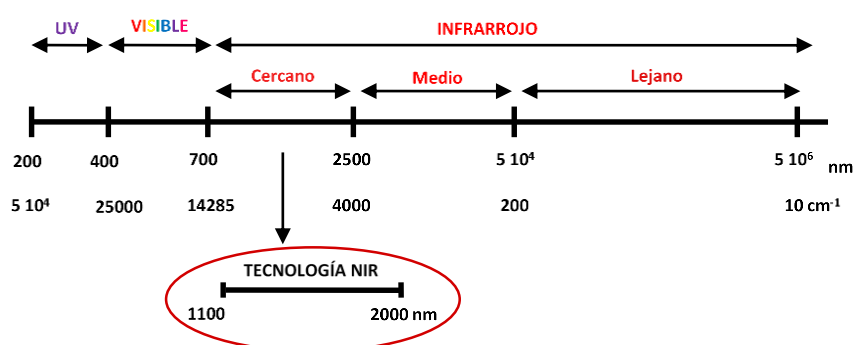 UV VISIBLE INFRARROJO
Cercano Medio Lejano
200 400 700 2500 5 10⁴ 5 10⁶ nm
5 10⁴ 25000 14285 4000 200 10 cm⁻¹
TECNOLOGÍA NIR
1100 2000 nm